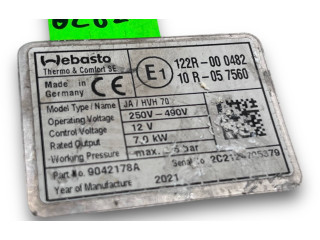 Webasto
Thermo & Comfort SE
Made in
Germany
CE
E1
122R-00 0482
10 R-05 7560
Model Type / Name JA / HVH 70
Operating Voltage 250V - 490V
Control Voltage 12 V
Rated Output 7,0 kW
Working Pressure max. bar
Part No. 9042178A Serial No.
Year of Manufacture 2021